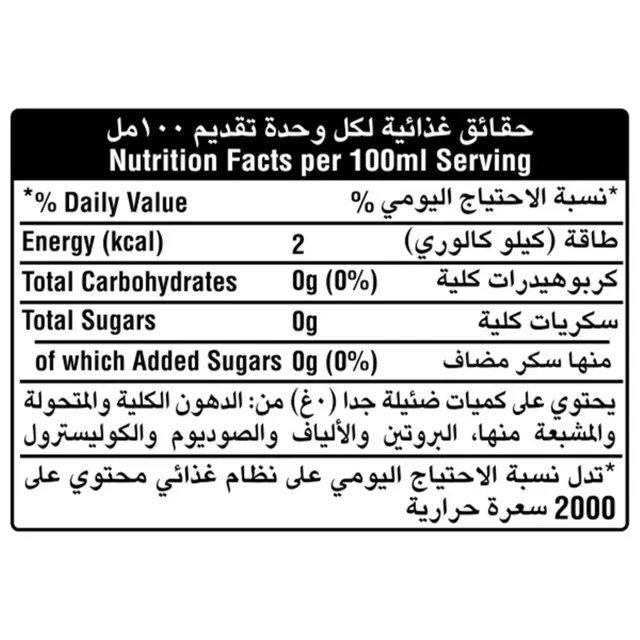 حقائق غذائية لكل وحدة تقديم ١٠٠مل
Nutrition Facts per 100ml Serving
*% Daily Value % نسبة الاحتياج اليومي*
Energy (kcal) 2 طاقة (كيلو كالوري)
Total Carbohydrates 0g (0%) كربوهيدرات كلية
Total Sugars 0g سكريات كلية
of which Added Sugars 0g (0%) منها سكر مضاف
يحتوي على كميات ضئيلة جدا (٠غ) من: الدهون الكلية والمتحولة
والمشبعة منها، البروتين والألياف والصوديوم والكوليسترول
*تدل نسبة الاحتياج اليومي على نظام غذائي محتوي على
2000 سعرة حرارية